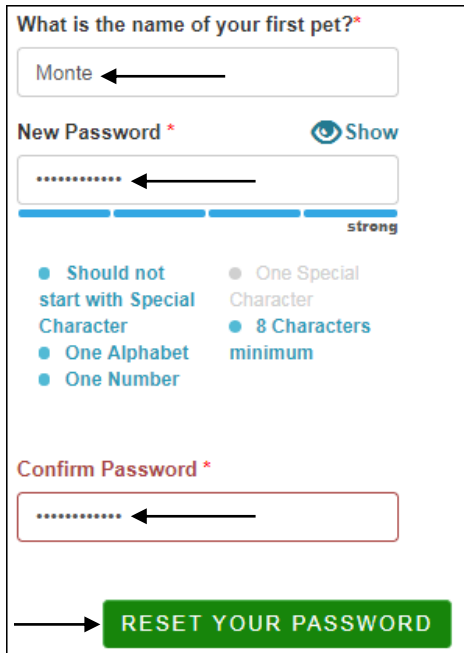 What is the name of your first pet?*
Monte
New Password *
Show
••••••••••••
strong
Should not
start with Special
Character
One Alphabet
One Number
One Special
Character
8 Characters
minimum
Confirm Password *
••••••••••••
RESET YOUR PASSWORD